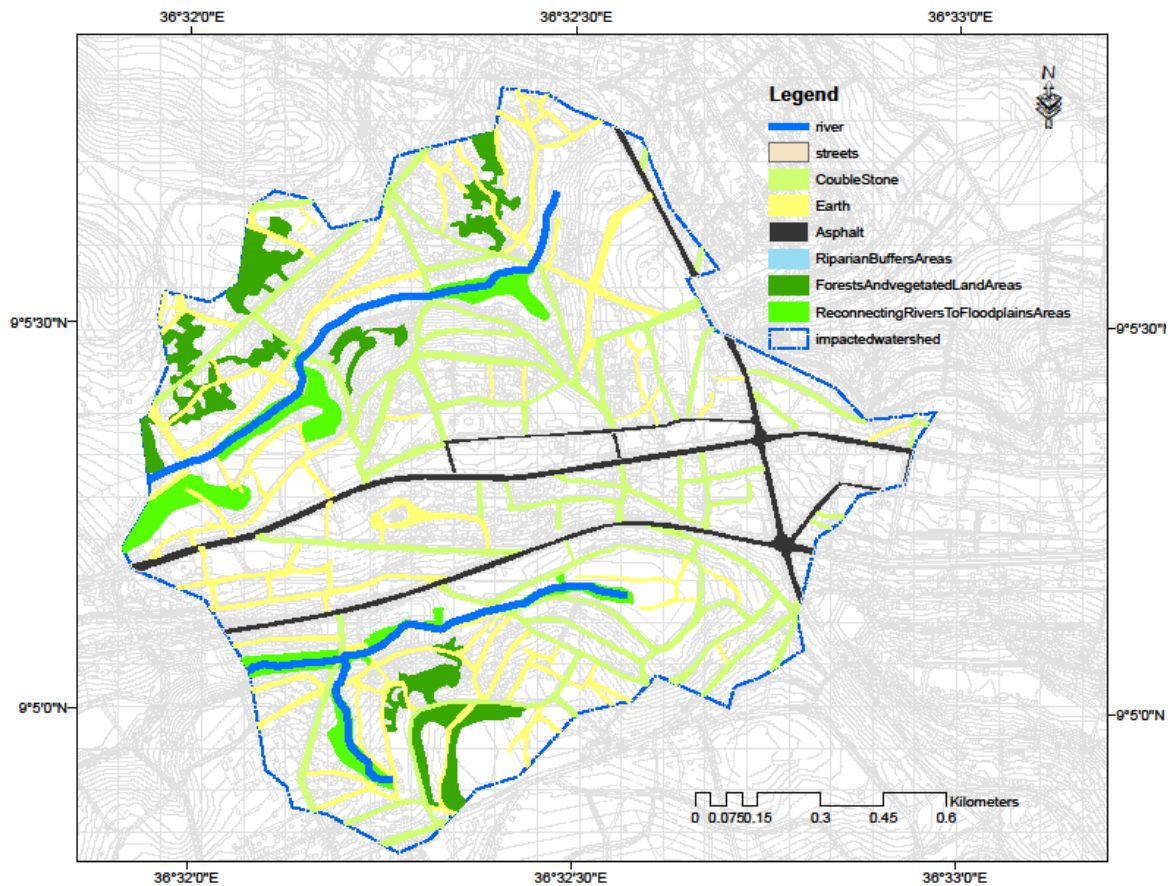 36°32'0"E 36°32'30"E 36°33'0"E
N
Legend
river
streets
CoubleStone
Earth
Asphalt
RiparianBuffersAreas
ForestsAndvegetatedLandAreas
ReconnectingRiversToFloodplainsAreas
impactedwatershed
9°5'30"N 9°5'30"N
9°5'0"N 9°5'0"N
Kilometers
0 0.0750.15 0.3 0.45 0.6
36°32'0"E 36°32'30"E 36°33'0"E